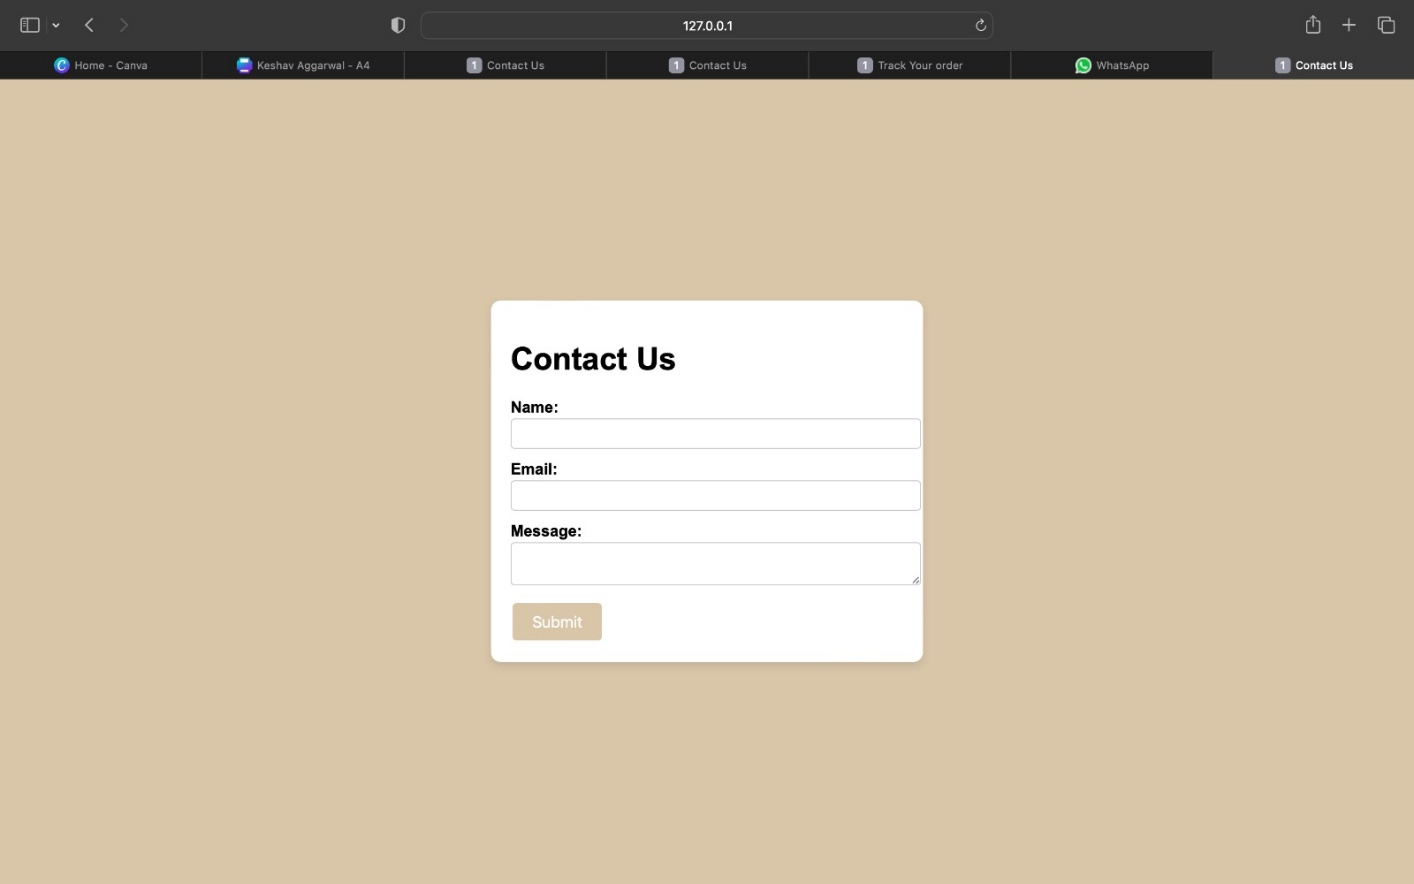 127.0.0.1
C Home - Canva
Keshav Aggarwal - A4
1 Contact Us
1 Contact Us
1 Track Your order
WhatsApp
1 Contact Us
Contact Us
Name:
Email:
Message:
Submit